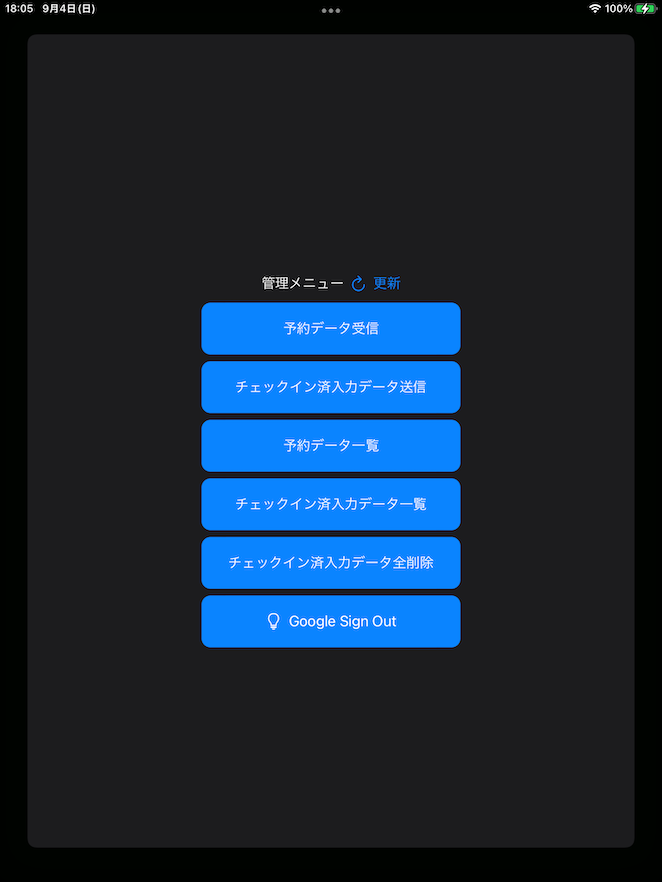 18:05 9月4日(日)
100%
管理メニュー 更新
予約データ受信
チェックイン済入力データ送信
予約データ一覧
チェックイン済入力データ一覧
チェックイン済入力データ全削除
Google Sign Out